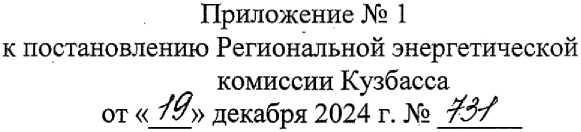 Приложение № 1
к постановлению Региональной энергетической
комиссии Кузбасса
от «19» декабря 2024 г. № 731